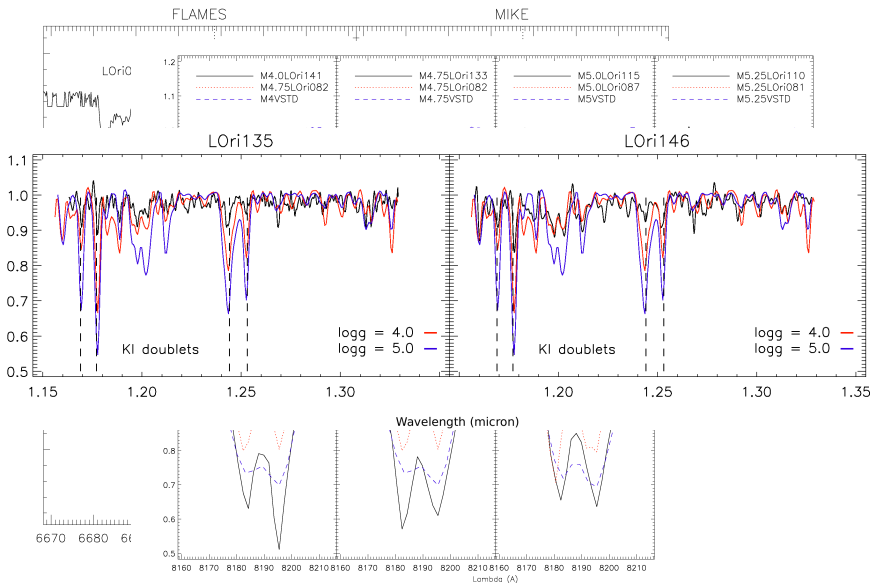 FLAMES MIKE
LOri0
1.2
1.1
M4.0LOri141
M4.75LOri082
M4VSTD
M4.75LOri133
M4.75LOri082
M4.75VSTD
M5.0LOri115
M5.0LOri087
M5VSTD
M5.25LOri110
M5.25LOri081
M5.25VSTD
LOri135 LOri146
1.1
1.0
0.9
0.8
0.7
0.6
0.5
KI doublets
logg = 4.0
logg = 5.0
KI doublets
logg = 4.0
logg = 5.0
1.15 1.20 1.25 1.30 1.20 1.25 1.30 1.35
Wavelength (micron)
0.8
0.7
0.6
0.5
6670 6680
8160 8170 8180 8190 8200 8210 8160 8170 8180 8190 8200 8210 8160 8170 8180 8190 8200 8210
Lambda (A)